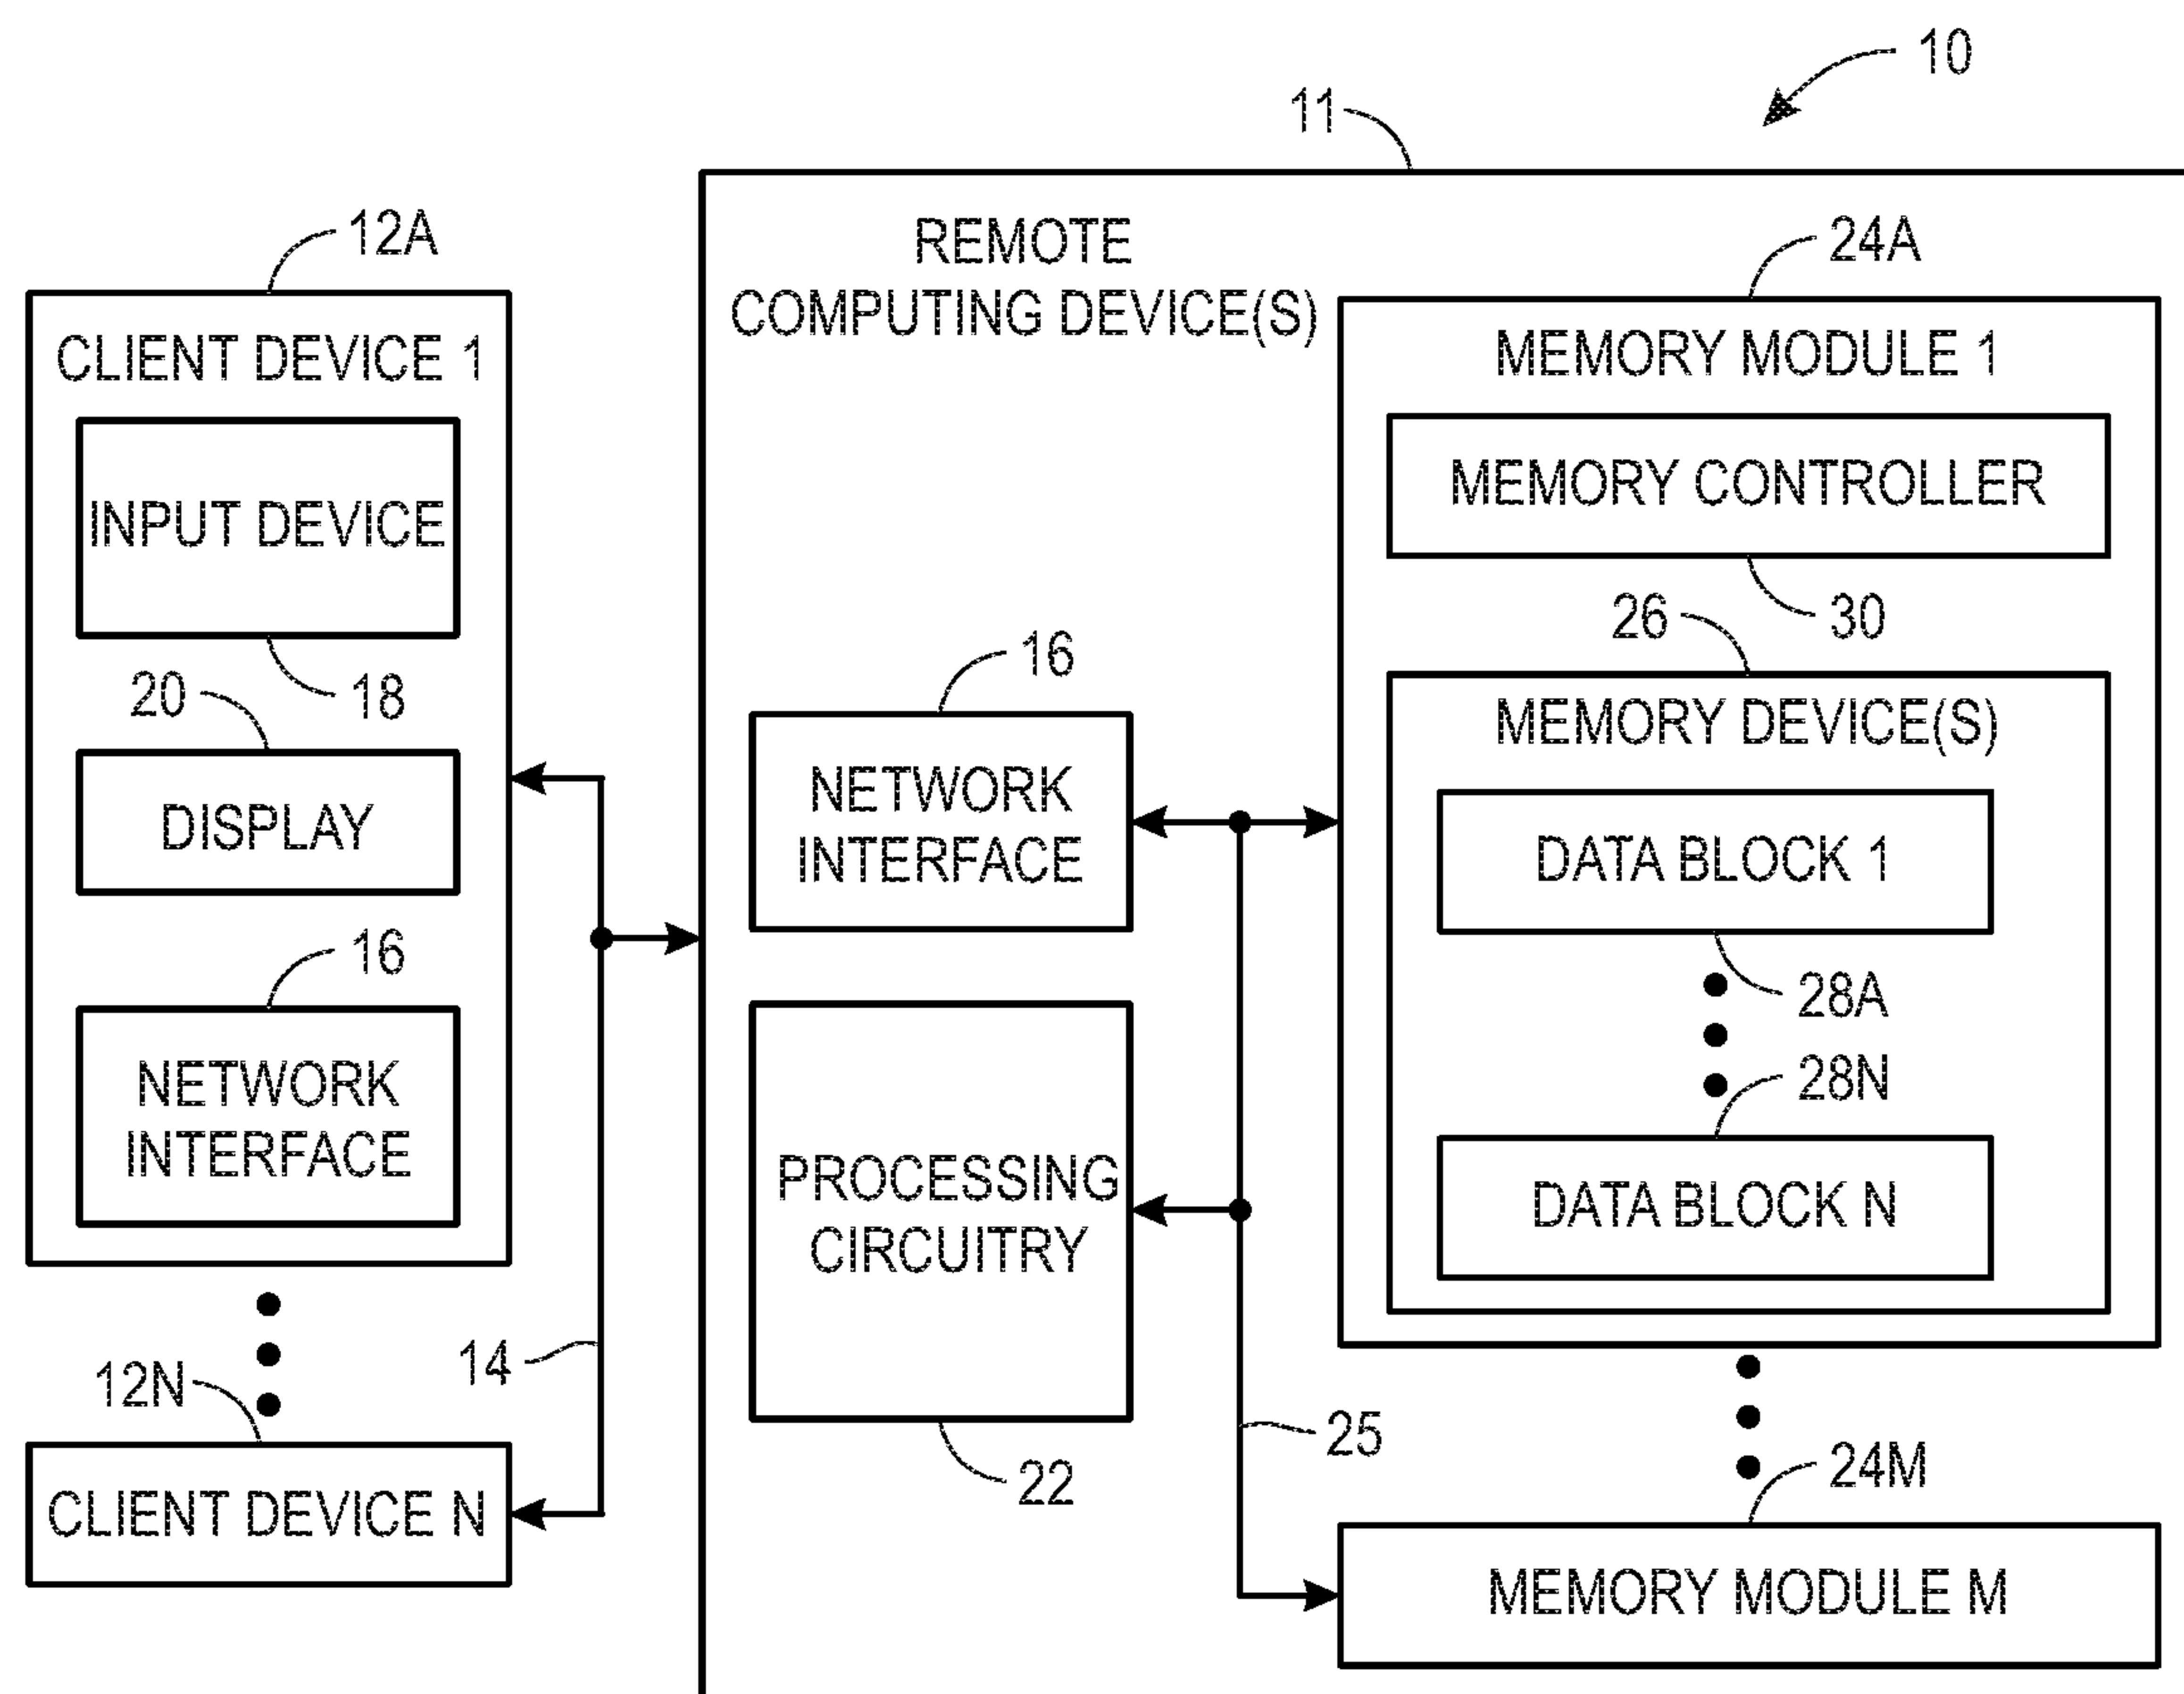 10
11
12A
CLIENT DEVICE 1
INPUT DEVICE
18
20
DISPLAY
16
NETWORK
INTERFACE
12N
CLIENT DEVICE N
14
REMOTE
COMPUTING DEVICE(S)
16
NETWORK
INTERFACE
PROCESSING
CIRCUITRY
22
25
24A
MEMORY MODULE 1
MEMORY CONTROLLER
30
26
MEMORY DEVICE(S)
DATA BLOCK 1
28A
28N
DATA BLOCK N
24M
MEMORY MODULE M